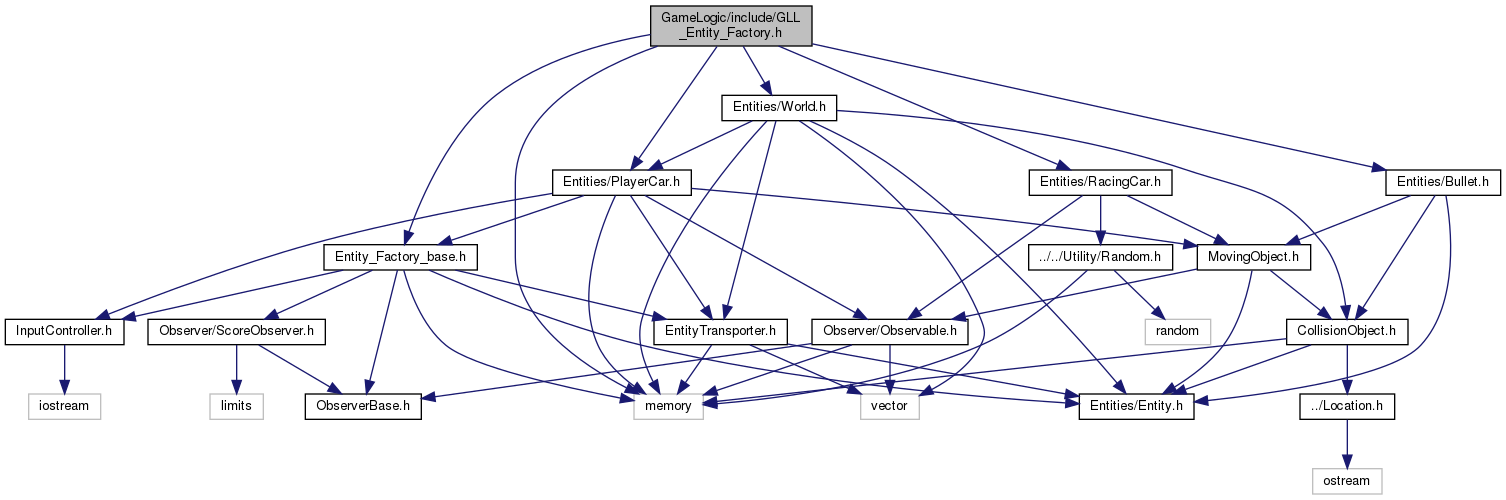 GameLogic/include/GLL
_Entity_Factory.h
Entities/World.h
Entities/PlayerCar.h
Entities/RacingCar.h
Entities/Bullet.h
Entity_Factory_base.h
../../Utility/Random.h
MovingObject.h
InputController.h
Observer/ScoreObserver.h
EntityTransporter.h
Observer/Observable.h
random
CollisionObject.h
iostream
limits
ObserverBase.h
memory
vector
Entities/Entity.h
../Location.h
ostream